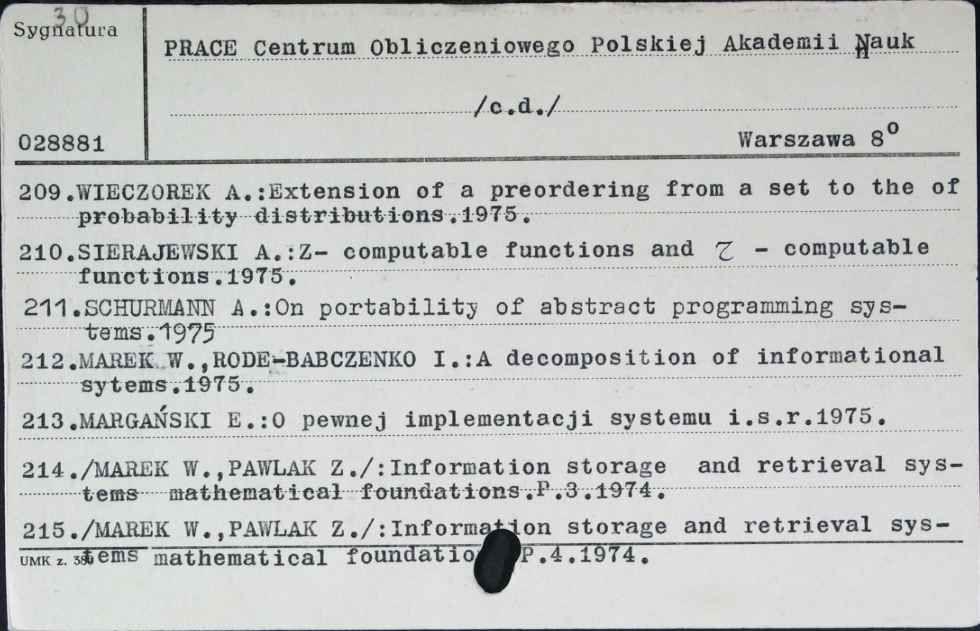 30
Sygnatura
PRACE Centrum Obliczeniowego Polskiej Akademii Nauk
/c.d./
028881
Warszawa 8º
209.WIECZOREK A.:Extension of a preordering from a set to the of
probability distributions.1975.
210.SIERAJEWSKI A.:Z- computable functions and Z - computable
functions.1975.
211.SCHURMANN A.:On portability of abstract programming sys-
tems.1975
212.MAREK W.,RODE-BABCZENKO I.:A decomposition of informational
sytems.1975.
213.MARGAŃSKI E.:O pewnej implementacji systemu i.s.r.1975.
214./MAREK W.,PAWLAK Z./:Information storage and retrieval sys-
tems mathematical foundations.P.3.1974.
215./MAREK W.,PAWLAK Z./:Information storage and retrieval sys-
tems mathematical foundatio P.4.1974.
UMK z.